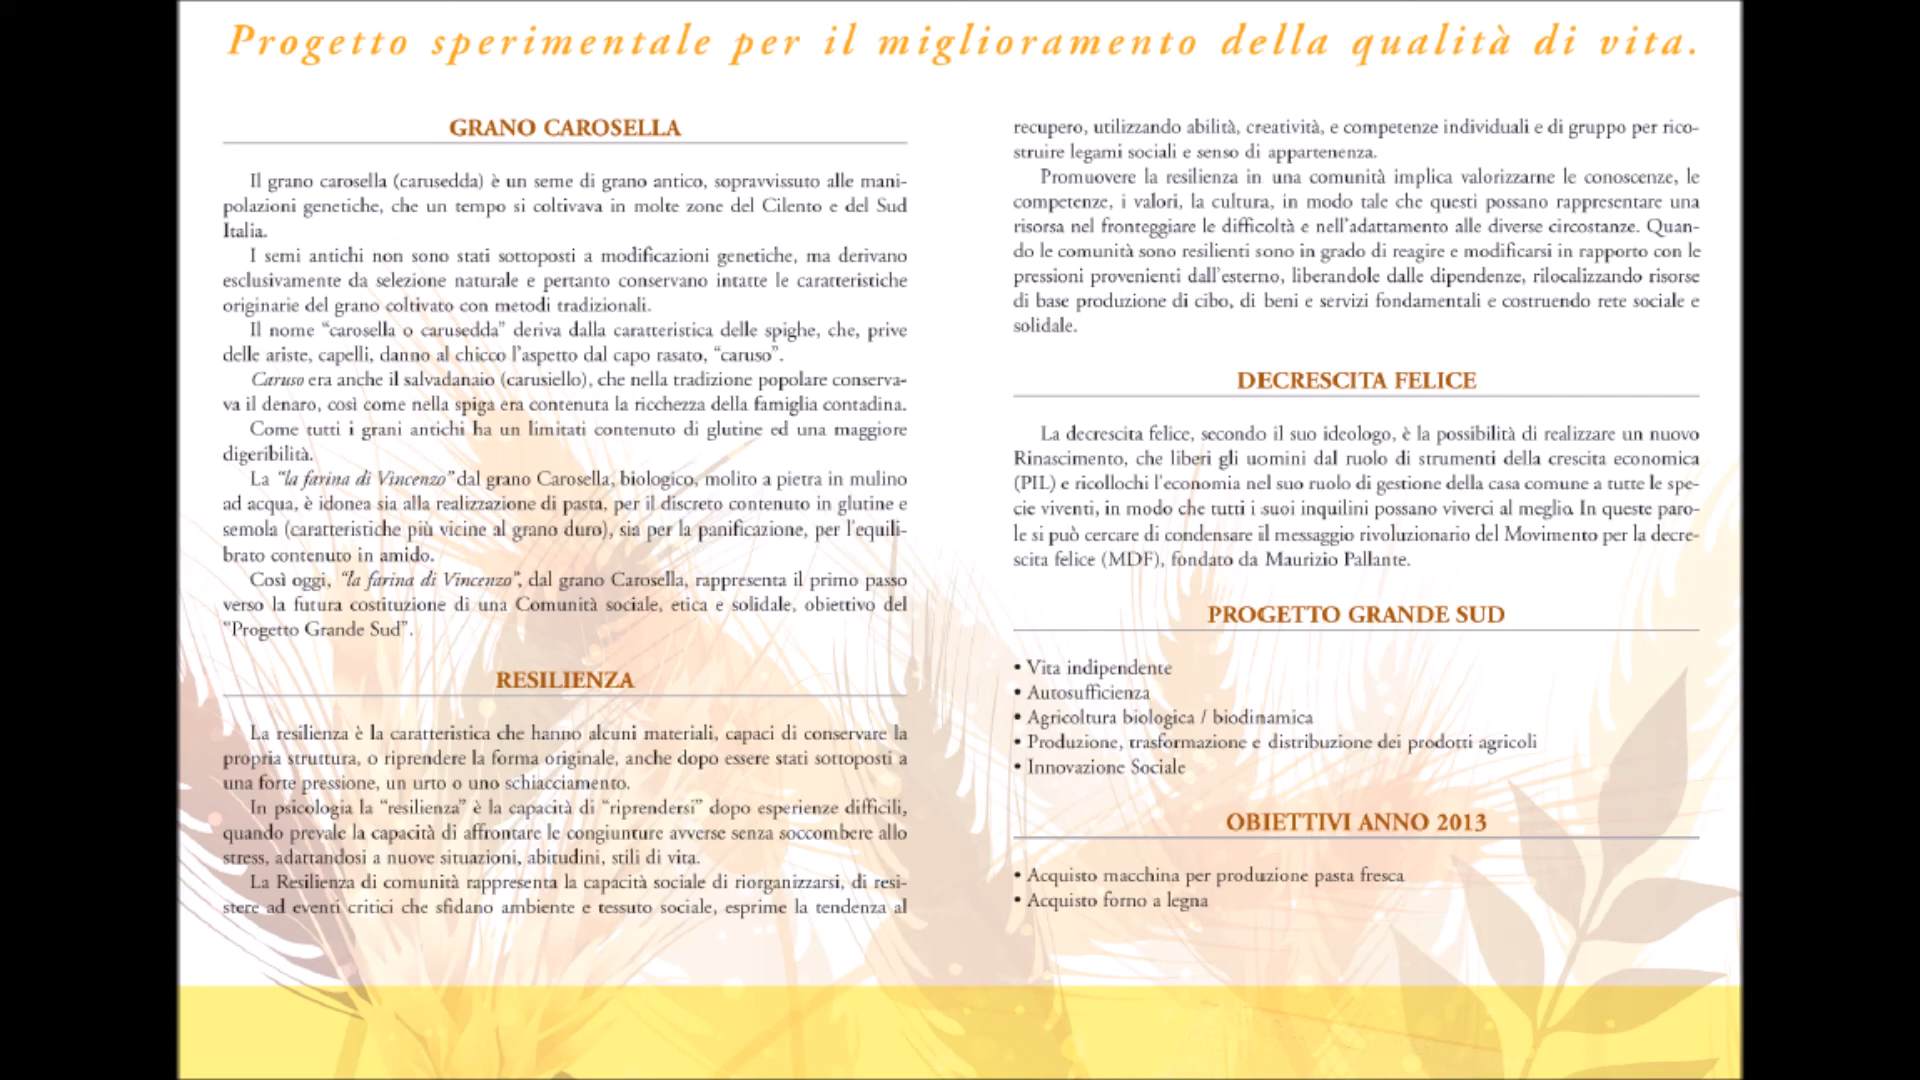 Progetto sperimentale per il miglioramento della qualità di vita.
GRANO CAROSELLA
Il grano carosella (carusedda) è un seme di grano antico, sopravvissuto alle mani-
polazioni genetiche, che un tempo si coltivava in molte zone del Cilento e del Sud
Italia.
I semi antichi non sono stati sottoposti a modificazioni genetiche, ma derivano
esclusivamente da selezione naturale e pertanto conservano intatte le caratteristiche
originarie del grano coltivato con metodi tradizionali.
Il nome “carosella o carusedda” deriva dalla caratteristica delle spighe, che, prive
delle ariste, capelli, danno al chicco l’aspetto dal capo rasato, “caruso”.
Caruso era anche il salvadanaio (carusiello), che nella tradizione popolare conserva-
va il denaro, così come nella spiga era contenuta la ricchezza della famiglia contadina.
Come tutti i grani antichi ha un limitati contenuto di glutine ed una maggiore
digeribilità.
La “la farina di Vincenzo” dal grano Carosella, biologico, molito a pietra in mulino
ad acqua, è idonea sia alla realizzazione di pasta, per il discreto contenuto in glutine e
semola (caratteristiche più vicine al grano duro), sia per la panificazione, per l’equili-
brato contenuto in amido.
Così oggi, “la farina di Vincenzo”, dal grano Carosella, rappresenta il primo passo
verso la futura costituzione di una Comunità sociale, etica e solidale, obiettivo del
“Progetto Grande Sud”.
RESILIENZA
La resilienza è la caratteristica che hanno alcuni materiali, capaci di conservare la
propria struttura, o riprendere la forma originale, anche dopo essere stati sottoposti a
una forte pressione, un urto o uno schiacciamento.
In psicologia la “resilienza” è la capacità di “riprendersi” dopo esperienze difficili,
quando prevale la capacità di affrontare le congiunture avverse senza soccombere allo
stress, adattandosi a nuove situazioni, abitudini, stili di vita.
La Resilienza di comunità rappresenta la capacità sociale di riorganizzarsi, di resi-
stere ad eventi critici che sfidano ambiente e tessuto sociale, esprime la tendenza al
recupero, utilizzando abilità, creatività, e competenze individuali e di gruppo per rico-
struire legami sociali e senso di appartenenza.
Promuovere la resilienza in una comunità implica valorizzarne le conoscenze, le
competenze, i valori, la cultura, in modo tale che questi possano rappresentare una
risorsa nel fronteggiare le difficoltà e nell’adattamento alle diverse circostanze. Quan-
do le comunità sono resilienti sono in grado di reagire e modificarsi in rapporto con le
pressioni provenienti dall’esterno, liberandole dalle dipendenze, rilocalizzando risorse
di base produzione di cibo, di beni e servizi fondamentali e costruendo rete sociale e
solidale.
DECRESCITA FELICE
La decrescita felice, secondo il suo ideologo, è la possibilità di realizzare un nuovo
Rinascimento, che liberi gli uomini dal ruolo di strumenti della crescita economica
(PIL) e ricollochi l’economia nel suo ruolo di gestione della casa comune a tutte le spe-
cie viventi, in modo che tutti i suoi inquilini possano viverci al meglio. In queste paro-
le si può cercare di condensare il messaggio rivoluzionario del Movimento per la decre-
scita felice (MDF), fondato da Maurizio Pallante.
PROGETTO GRANDE SUD
• Vita indipendente
• Autosufficienza
• Agricoltura biologica / biodinamica
• Produzione, trasformazione e distribuzione dei prodotti agricoli
• Innovazione Sociale
OBIETTIVI ANNO 2013
• Acquisto macchina per produzione pasta fresca
• Acquisto forno a legna